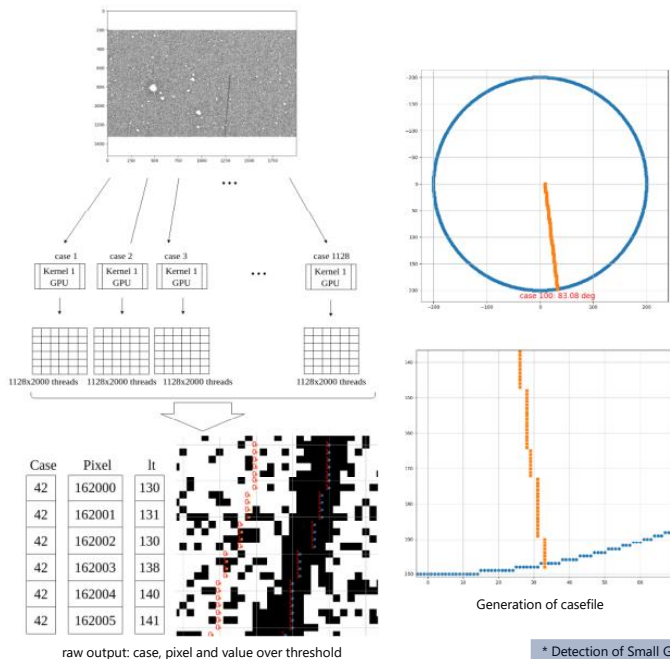 case 1
case 2
case 3
case 1128
Kernel 1
GPU
Kernel 1
GPU
Kernel 1
GPU
Kernel 1
GPU
1128x2000 threads
1128x2000 threads
1128x2000 threads
1128x2000 threads
Case Pixel lt
42 162000 130
42 162001 131
42 162002 130
42 162003 138
42 162004 140
42 162005 141
raw output: case, pixel and value over threshold
case 100: 83.08 deg
Generation of casefile
* Detection of Small G